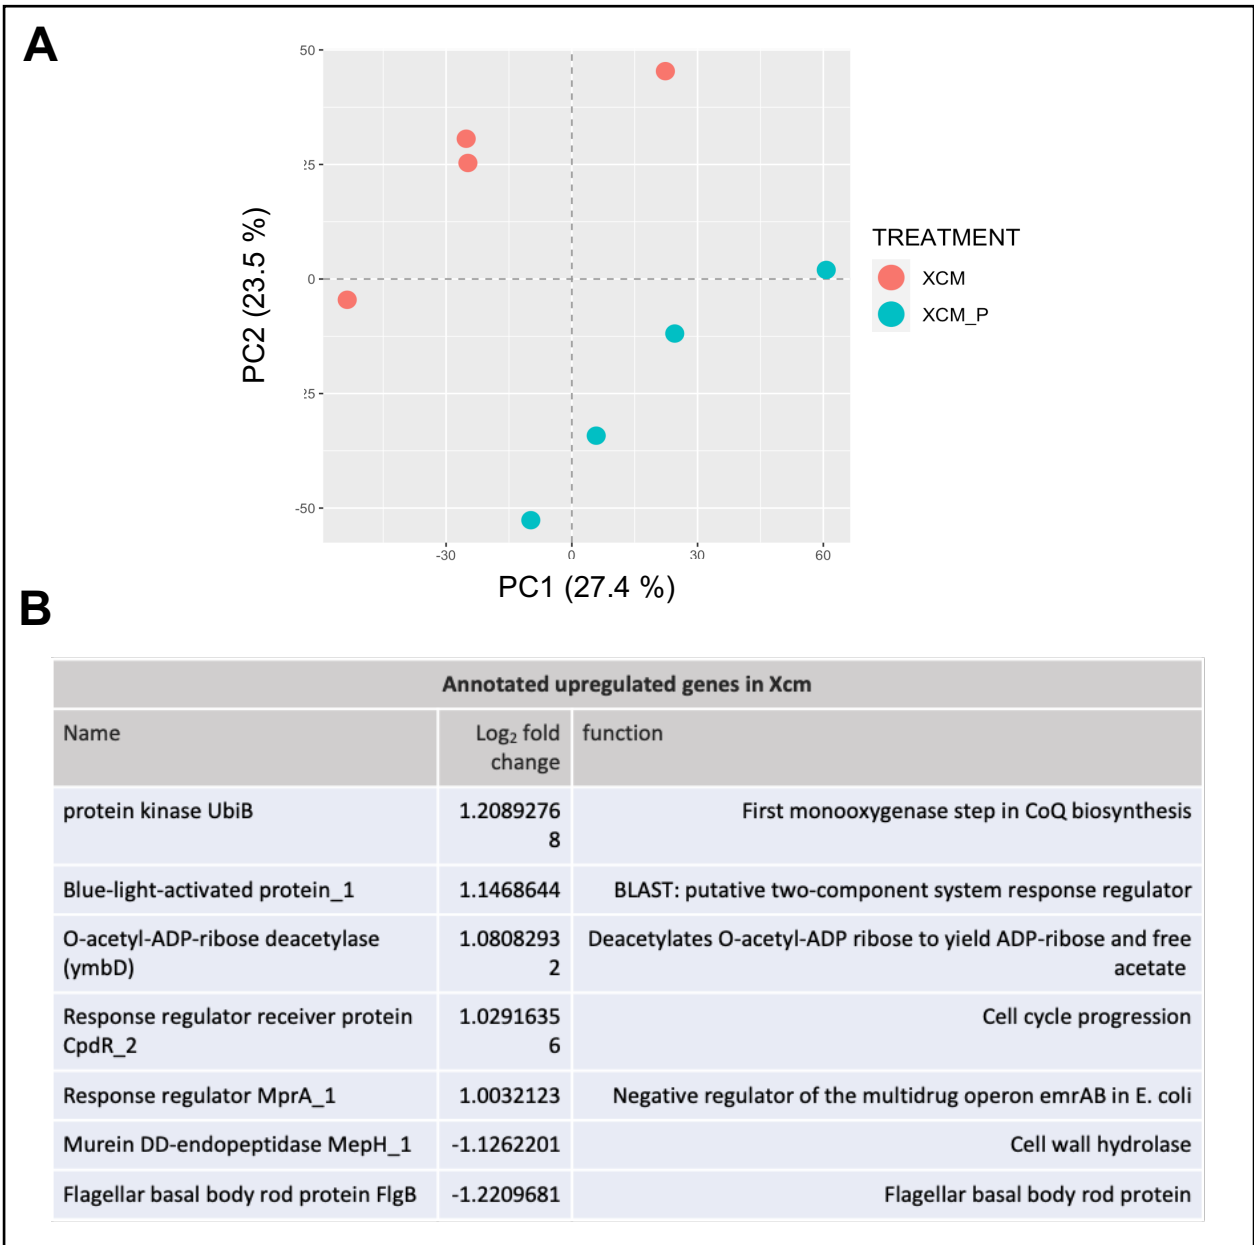 A
50
25
0
25
-50
-30
0
30
60
PC2 (23.5 %)
PC1 (27.4 %)
TREATMENT
XCM
XCM_P
B
Annotated upregulated genes in Xcm
Name
Log₂ fold
change
function
protein kinase UbiB
1.2089276
8
First monooxygenase step in CoQ biosynthesis
Blue-light-activated protein_1
1.1468644
BLAST: putative two-component system response regulator
O-acetyl-ADP-ribose deacetylase
(ymbD)
1.0808293
2
Deacetylates O-acetyl-ADP ribose to yield ADP-ribose and free
acetate
Response regulator receiver protein
CpdR_2
1.0291635
6
Cell cycle progression
Response regulator MprA_1
1.0032123
Negative regulator of the multidrug operon emrAB in E. coli
Murein DD-endopeptidase MepH_1
-1.1262201
Cell wall hydrolase
Flagellar basal body rod protein FlgB
-1.2209681
Flagellar basal body rod protein